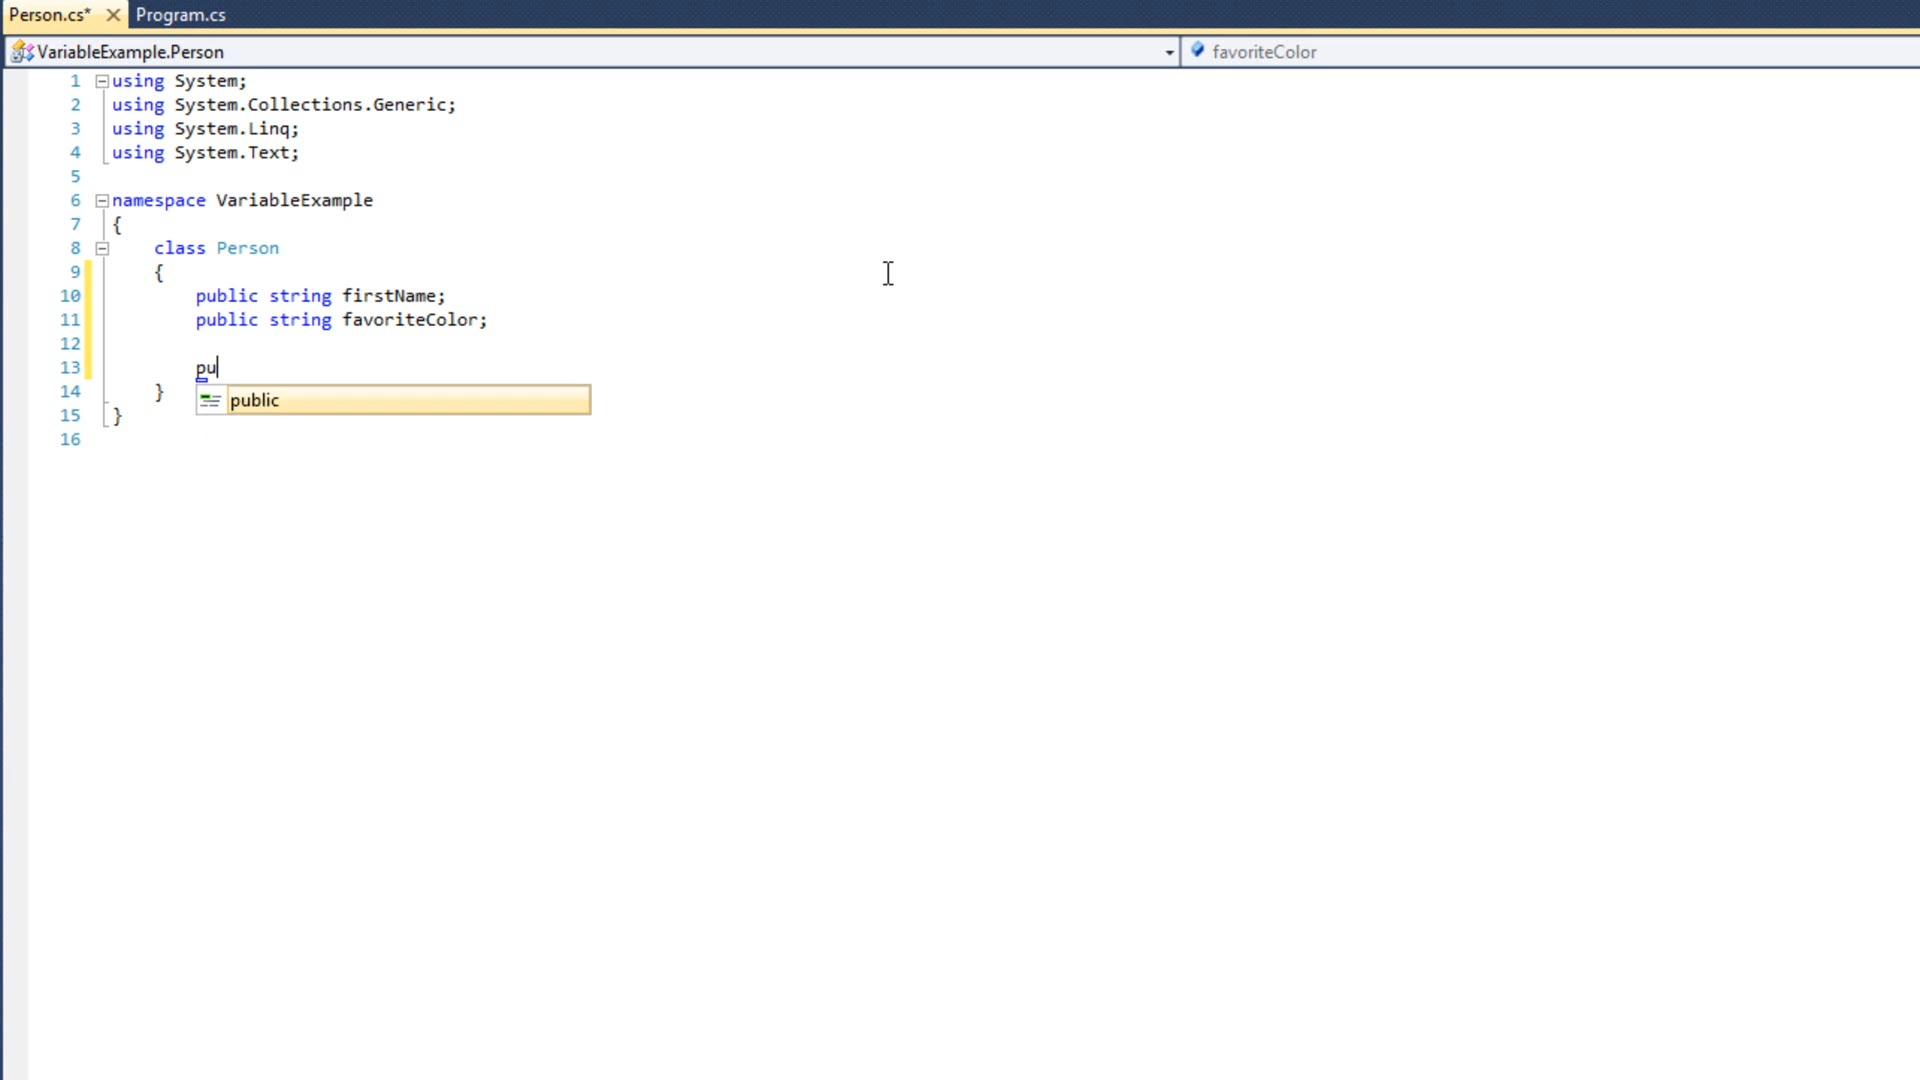 Person.cs* Program.cs
VariableExample.Person favoriteColor
1 using System;
2 using System.Collections.Generic;
3 using System.Linq;
4 using System.Text;
5
6 namespace VariableExample
7 {
8 class Person
9 {
10 public string firstName;
11 public string favoriteColor;
12
13 pu
public
14 }
15 }
16